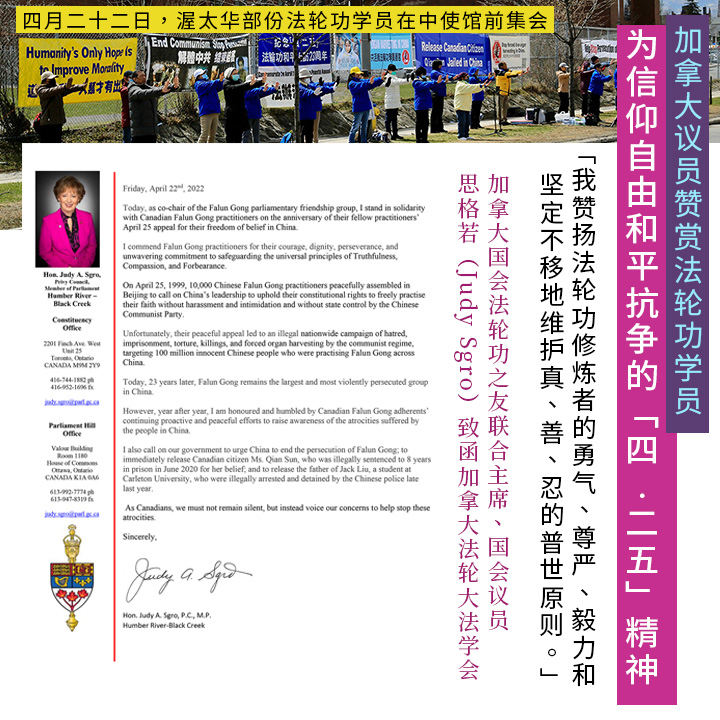 四月二十二日，渥太华部份法轮功学员在中使馆前集会
Humanity's Only Hope is
to Improve Morality
End Communism Stop Persecution
解體中共
Release Canadian Citizen
Jailed in China
加拿大议员赞赏法轮功学员
为信仰自由和平抗争的「四．二五」精神
「我赞扬法轮功修炼者的勇气、尊严、毅力和
坚定不移地维护真、善、忍的普世原则。」
加拿大国会法轮功之友联合主席、国会议员
思格若（Judy Sgro）致函加拿大法轮大法学会
Hon. Judy A. Sgro,
Privy Council,
Member of Parliament
Humber River –
Black Creek
Constituency
Office
2201 Finch Ave. West
Unit 25
Toronto, Ontario
CANADA M9M 2Y9
416-744-1882 ph
416-952-1696 fx
judy.sgro@parl.gc.ca
Parliament Hill
Office
Valour Building
Room 1180
House of Commons
Ottawa, Ontario
CANADA K1A 0A6
613-992-7774 ph
613-947-8319 fx
judy.sgro@parl.gc.ca
Friday, April 22nd, 2022
Today, as co-chair of the Falun Gong parliamentary friendship group, I stand in solidarity
with Canadian Falun Gong practitioners on the anniversary of their fellow practitioners'
April 25 appeal for their freedom of belief in China.
I commend Falun Gong practitioners for their courage, dignity, perseverance, and
unwavering commitment to safeguarding the universal principles of Truthfulness,
Compassion, and Forbearance.
On April 25, 1999, 10,000 Chinese Falun Gong practitioners peacefully assembled in
Beijing to call on China's leadership to uphold their constitutional rights to freely practise
their faith without harassment and intimidation and without state control by the Chinese
Communist Party.
Unfortunately, their peaceful appeal led to an illegal nationwide campaign of hatred,
imprisonment, torture, killings, and forced organ harvesting by the communist regime,
targeting 100 million innocent Chinese people who were practising Falun Gong across
China.
Today, 23 years later, Falun Gong remains the largest and most violently persecuted group
in China.
However, year after year, I am honoured and humbled by Canadian Falun Gong adherents'
continuing proactive and peaceful efforts to raise awareness of the atrocities suffered by
the people in China.
I also call on our government to urge China to end the persecution of Falun Gong; to
immediately release Canadian citizen Ms. Qian Sun, who was illegally sentenced to 8 years
in prison in June 2020 for her belief; and to release the father of Jack Liu, a student at
Carleton University, who were illegally arrested and detained by the Chinese police late
last year.
As Canadians, we must not remain silent, but instead voice our concerns to help stop these
atrocities.
Sincerely,
Judy A. Sgro
Hon. Judy A. Sgro, P.C., M.P.
Humber River-Black Creek